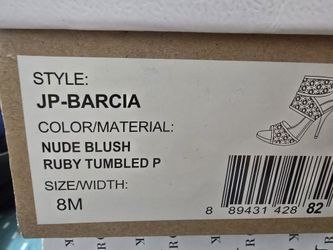 STYLE:
JP-BARCIA
COLOR/MATERIAL:
NUDE BLUSH
RUBY TUMBLED P
SIZE/WIDTH:
8M
8 89431 428 82